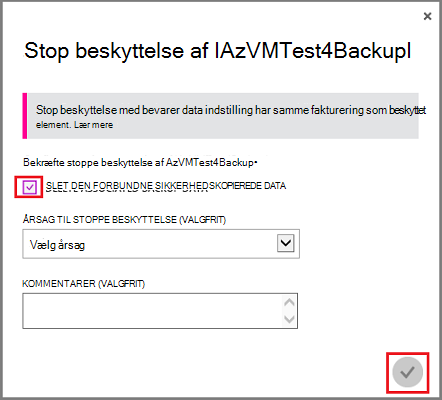 Stop beskyttelse af IAzVMTest4BackupI
Stop beskyttelse med bevarer data indstilling har samme fakturering som beskyttet
element. Lær mere
Bekræfte stoppe beskyttelse af AzVMTest4Backup*
SLET DEN FORBUNDNE SIKKERHEDSKOPIEREDE DATA
ÅRSAG TIL STOPPE BESKYTTELSE (VALGFRIT)
Vælg årsag
KOMMENTARER (VALGFRIT)